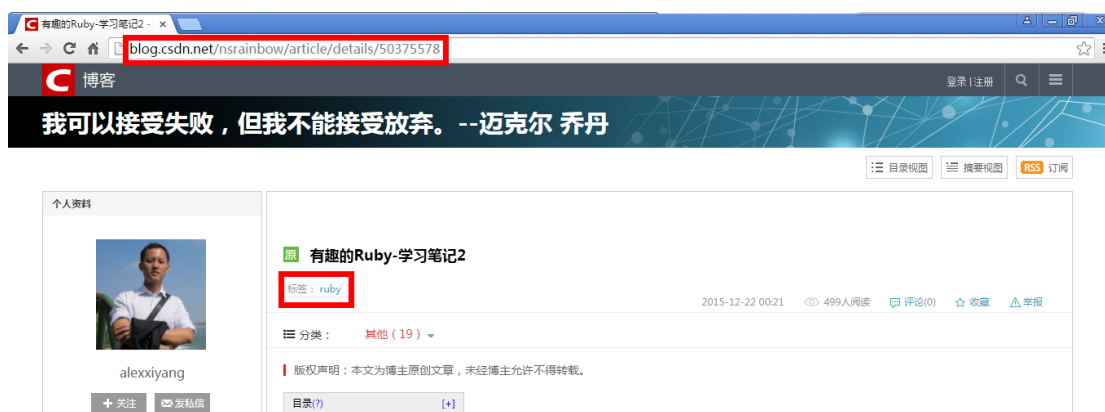 有趣的Ruby-学习笔记2 -
blog.csdn.net/nsrainbow/article/details/50375578
C 博客
登录 | 注册
我可以接受失败，但我不能接受放弃。--迈克尔 乔丹
目录视图
摘要视图
RSS 订阅
个人资料
原 有趣的Ruby-学习笔记2
标签： ruby
2015-12-22 00:21 499人阅读 评论(0) 收藏 举报
分类： 其他（19）
版权声明：本文为博主原创文章，未经博主允许不得转载。
alexxiyang
+ 关注 发私信
目录(?) [+]